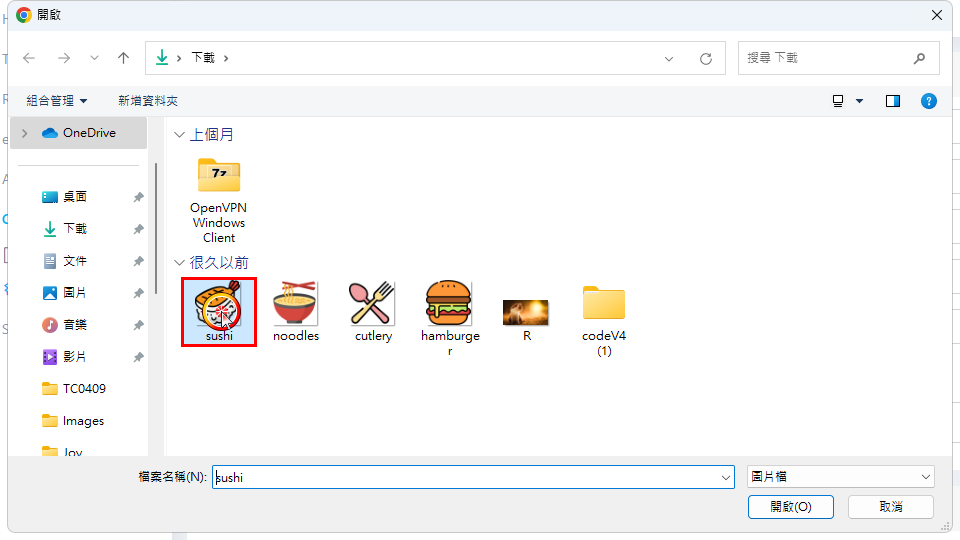 開啟
下載
搜尋 下載
組合管理
新增資料夾
OneDrive
桌面
下載
文件
圖片
音樂
影片
TC0409
Images
Joy
上個月
7z
OpenVPN
Windows
Client
很久以前
sushi
noodles
cutlery
hamburge
r
R
codeV4
(1)
檔案名稱(N):
sushi
圖片檔
開啟(O)
取消